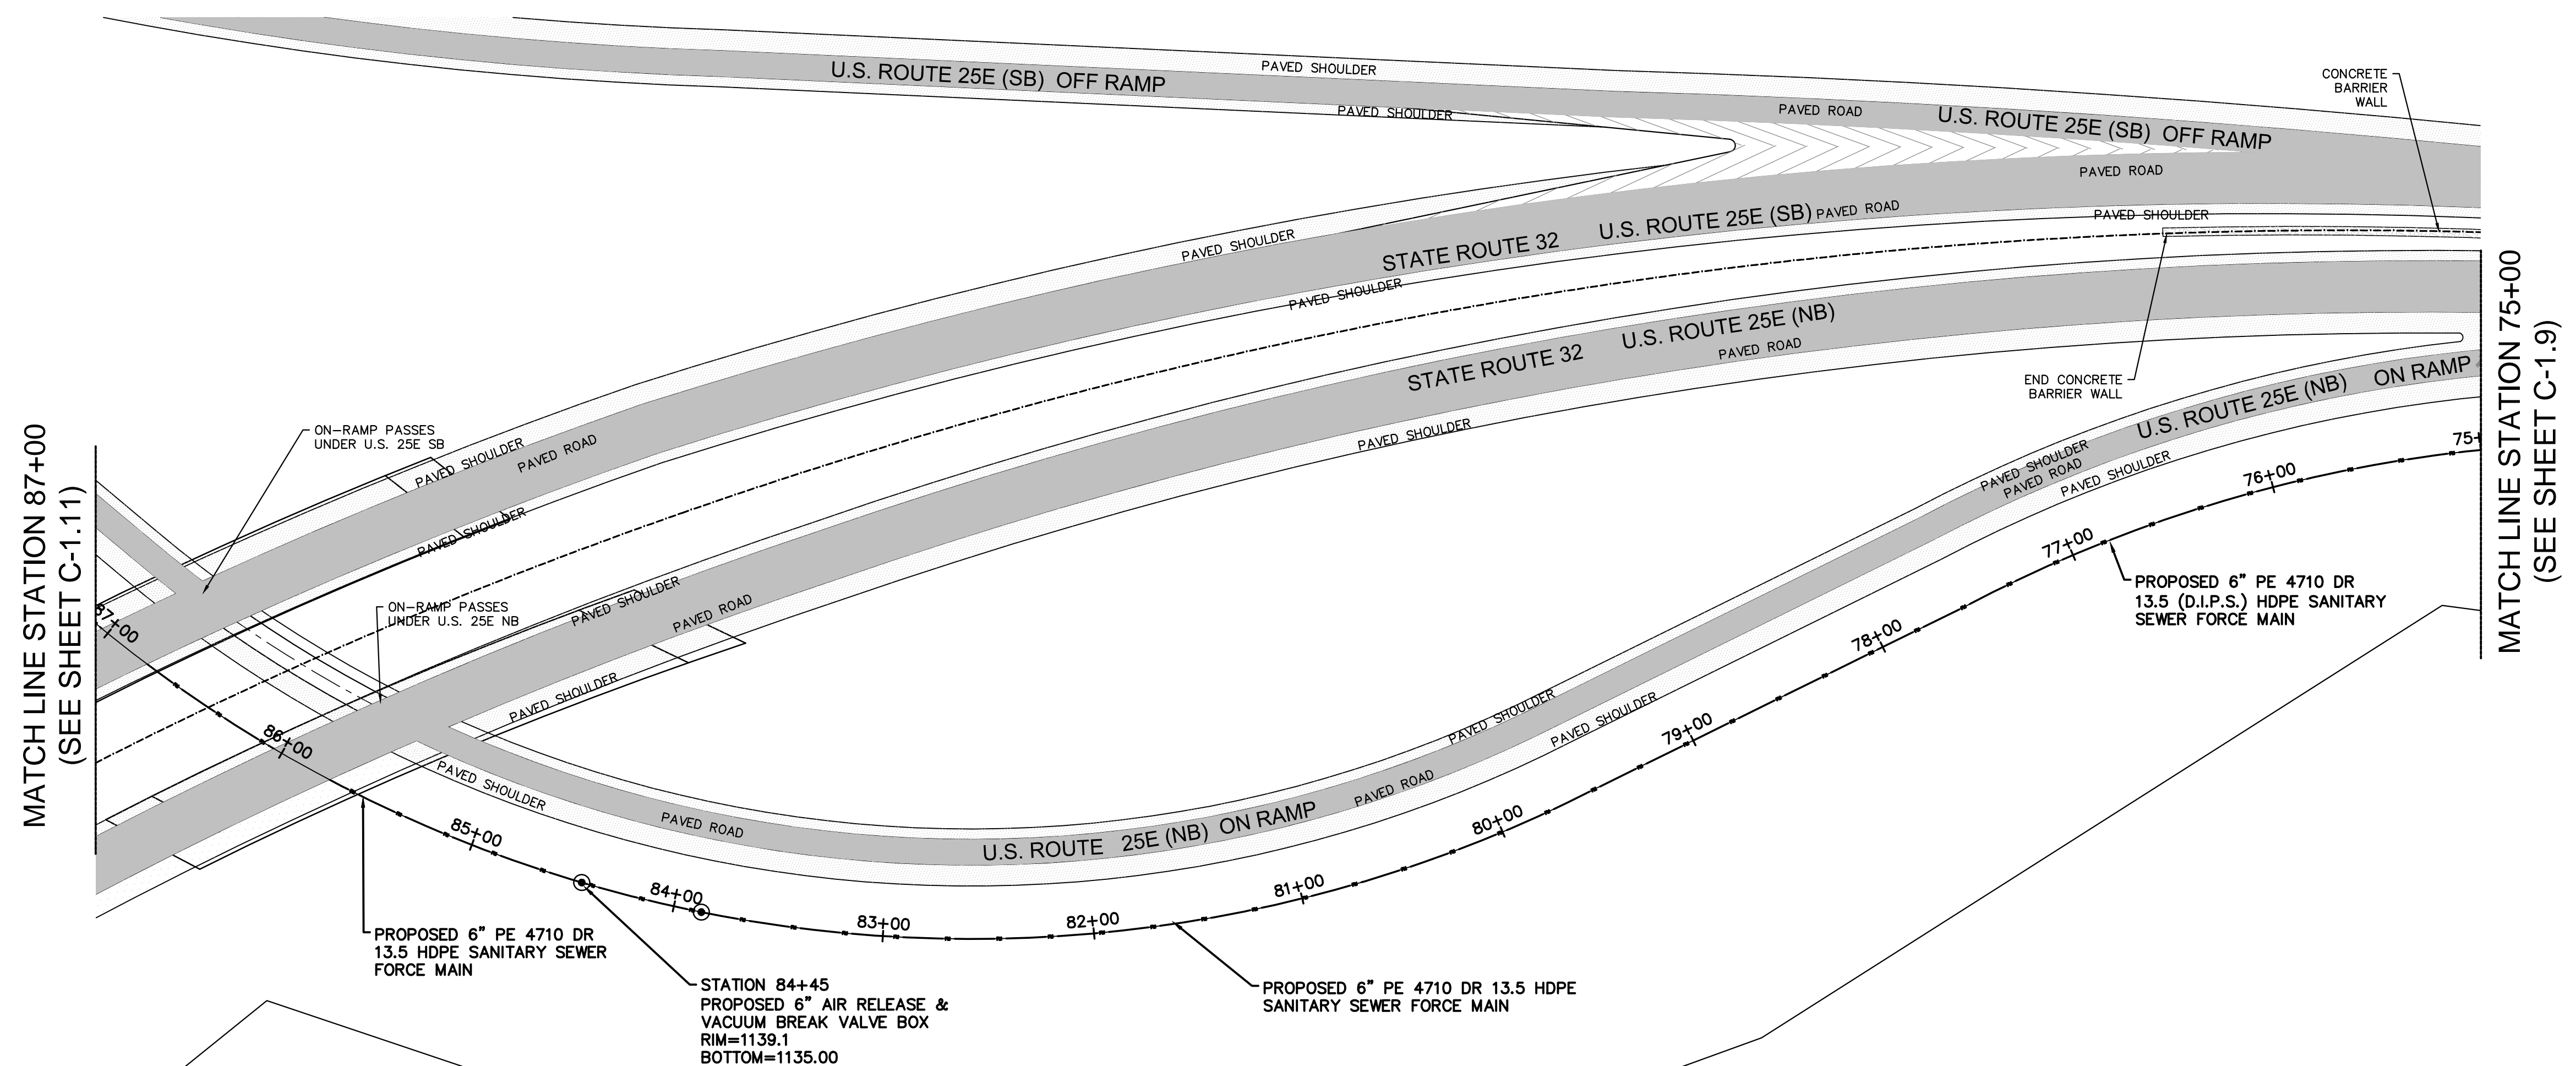 U.S. ROUTE 25E (SB) OFF RAMP
PAVED SHOULDER
PAVED SHOULDER
PAVED ROAD
U.S. ROUTE 25E (SB) OFF RAMP
CONCRETE
BARRIER
WALL
PAVED ROAD
PAVED SHOULDER
STATE ROUTE 32
U.S. ROUTE 25E (SB)
PAVED ROAD
PAVED SHOULDER
PAVED SHOULDER
STATE ROUTE 32
U.S. ROUTE 25E (NB)
PAVED ROAD
PAVED SHOULDER
END CONCRETE
BARRIER WALL
U.S. ROUTE 25E (NB) ON RAMP
MATCH LINE STATION 75+00
(SEE SHEET C-1.9)
MATCH LINE STATION 87+00
(SEE SHEET C-1.11)
ON-RAMP PASSES
UNDER U.S. 25E SB
PAVED SHOULDER
PAVED ROAD
PAVED SHOULDER
ON-RAMP PASSES
UNDER U.S. 25E NB
PAVED SHOULDER
PAVED ROAD
PAVED SHOULDER
PAVED SHOULDER
PAVED ROAD
U.S. ROUTE 25E (NB) ON RAMP
PAVED ROAD
PAVED SHOULDER
PAVED SHOULDER
PAVED SHOULDER
PAVED ROAD
PAVED SHOULDER
75+
76+00
77+00
78+00
79+00
80+00
81+00
82+00
83+00
84+00
85+00
86+00
87+00
PROPOSED 6" PE 4710 DR
13.5 (D.I.P.S.) HDPE SANITARY
SEWER FORCE MAIN
PROPOSED 6" PE 4710 DR
13.5 HDPE SANITARY SEWER
FORCE MAIN
STATION 84+45
PROPOSED 6" AIR RELEASE &
VACUUM BREAK VALVE BOX
RIM=1139.1
BOTTOM=1135.00
PROPOSED 6" PE 4710 DR 13.5 HDPE
SANITARY SEWER FORCE MAIN